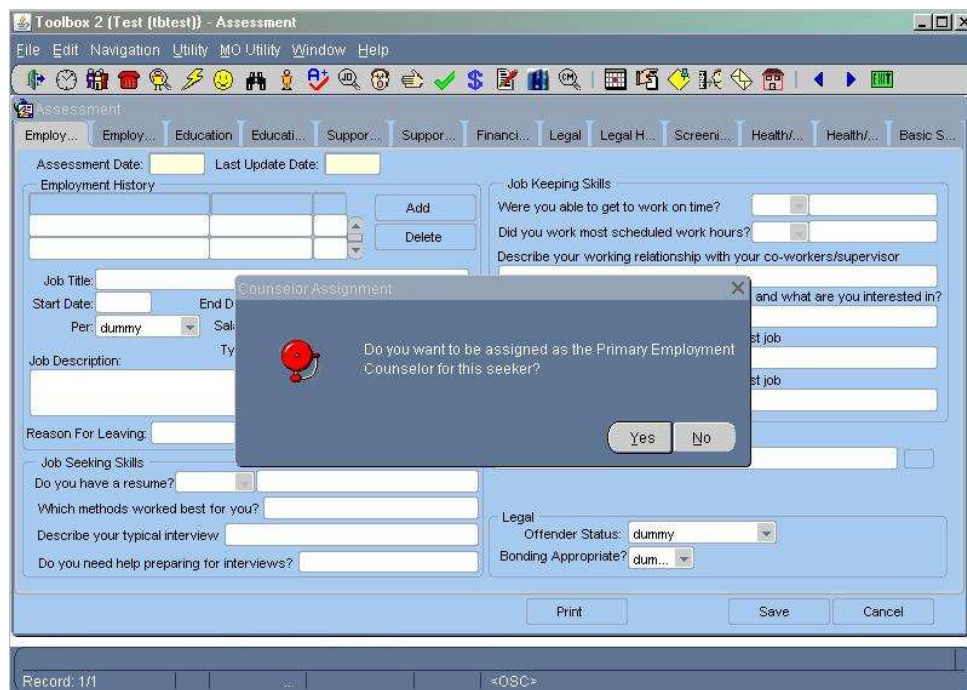 Toolbox 2 (Test (tbtest)) - Assessment
File Edit Navigation Utility MO Utility Window Help
EXIT
Assessment
Employ... Employ... Education Educati... Suppor... Suppor... Financi... Legal Legal H... Screeni... Health/... Health/... Basic S...
Assessment Date: Last Update Date:
Employment History
Add
Delete
Job Title:
Start Date: End D
Per: dummy Sal
Ty
Job Description:
Reason For Leaving:
Job Seeking Skills
Do you have a resume?
Which methods worked best for you?
Describe your typical interview
Do you need help preparing for interviews?
Job Keeping Skills
Were you able to get to work on time?
Did you work most scheduled work hours?
Describe your working relationship with your co-workers/supervisor
and what are you interested in?
st job
st job
Counselor Assignment
Do you want to be assigned as the Primary Employment
Counselor for this seeker?
Yes No
Legal
Offender Status: dummy
Bonding Appropriate? dum...
Print Save Cancel
Record: 1/1 ... <OSC>